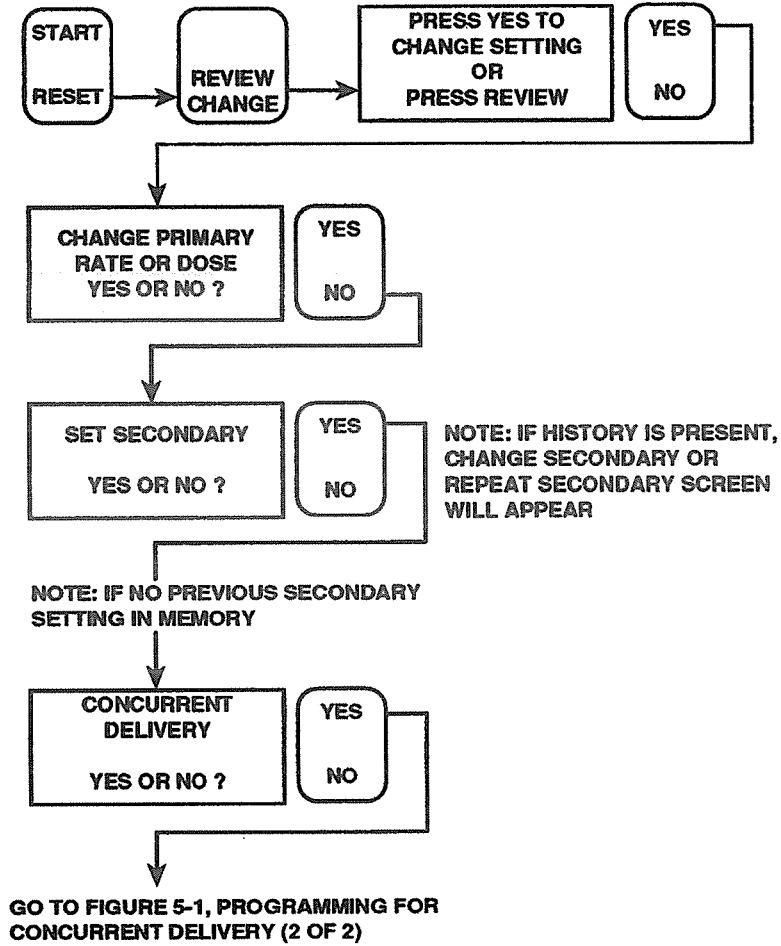 START
RESET
REVIEW
CHANGE
PRESS YES TO
CHANGE SETTING
OR
PRESS REVIEW
YES
NO
CHANGE PRIMARY
RATE OR DOSE
YES OR NO ?
YES
NO
SET SECONDARY
YES OR NO ?
YES
NO
NOTE: IF HISTORY IS PRESENT,
CHANGE SECONDARY OR
REPEAT SECONDARY SCREEN
WILL APPEAR
NOTE: IF NO PREVIOUS SECONDARY
SETTING IN MEMORY
CONCURRENT
DELIVERY
YES OR NO ?
YES
NO
GO TO FIGURE 5-1, PROGRAMMING FOR
CONCURRENT DELIVERY (2 OF 2)